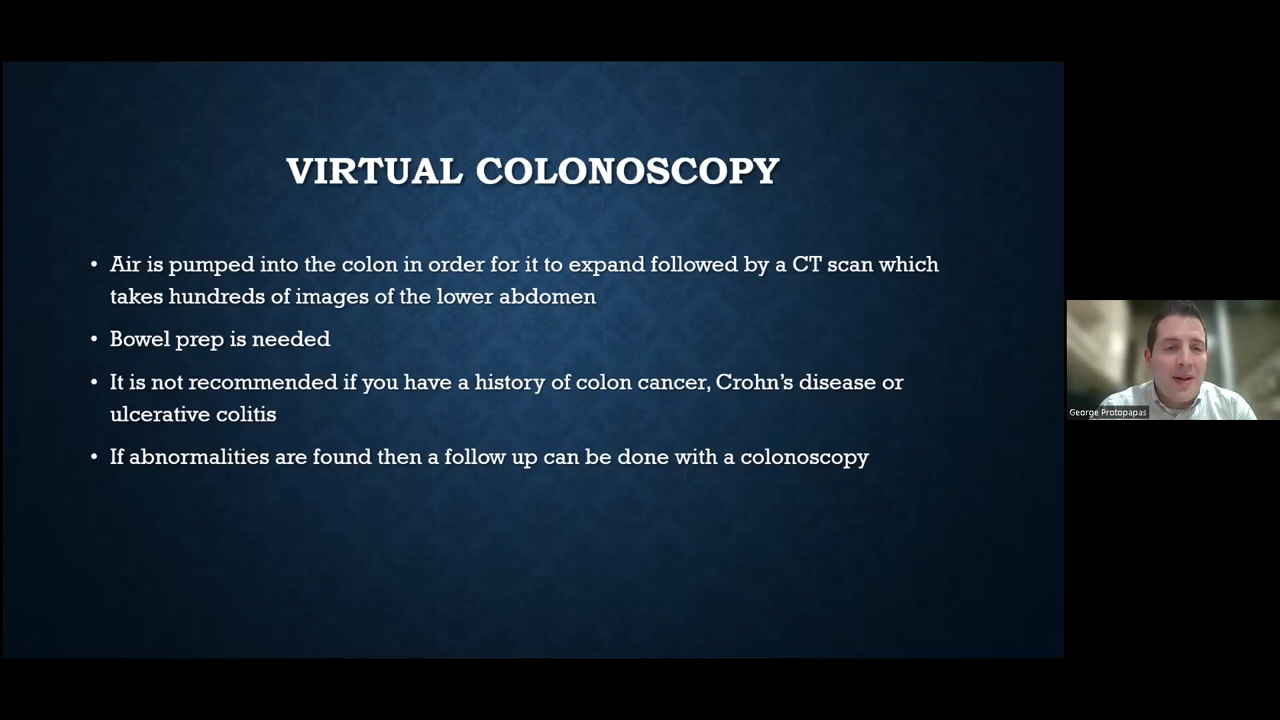 VIRTUAL COLONOSCOPY
• Air is pumped into the colon in order for it to expand followed by a CT scan which
takes hundreds of images of the lower abdomen
• Bowel prep is needed
• It is not recommended if you have a history of colon cancer, Crohn's disease or
ulcerative colitis
• If abnormalities are found then a follow up can be done with a colonoscopy
George Protopapas